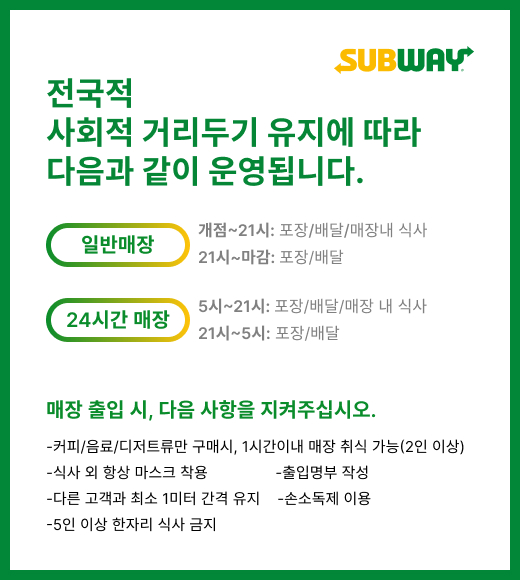 SUBWAY
전국적
사회적 거리두기 유지에 따라
다음과 같이 운영됩니다.
일반매장
개점~21시: 포장/배달/매장내 식사
21시~마감: 포장/배달
24시간 매장
5시~21시: 포장/배달/매장 내 식사
21시~5시: 포장/배달
매장 출입 시, 다음 사항을 지켜주십시오.
-커피/음료/디저트류만 구매시, 1시간이내 매장 취식 가능(2인 이상)
-식사 외 항상 마스크 착용 -출입명부 작성
-다른 고객과 최소 1미터 간격 유지 -손소독제 이용
-5인 이상 한자리 식사 금지